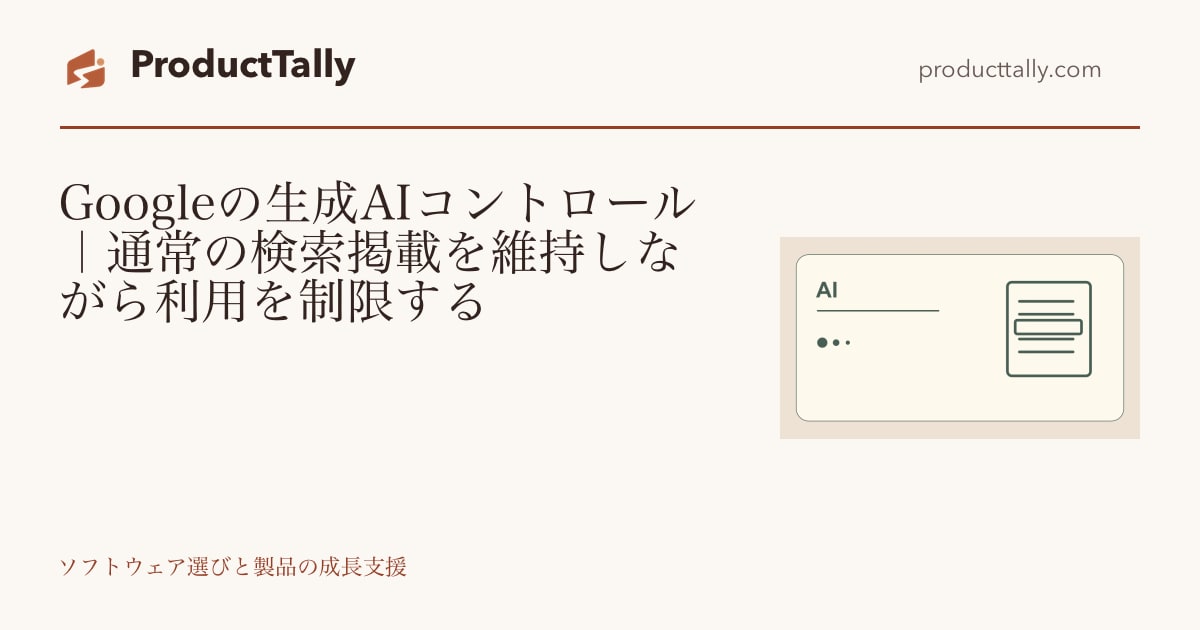 ProductTally
producttally.com
Googleの生成AIコントロール
｜通常の検索掲載を維持しな
がら利用を制限する
AI
ソフトウェア選びと製品の成長支援